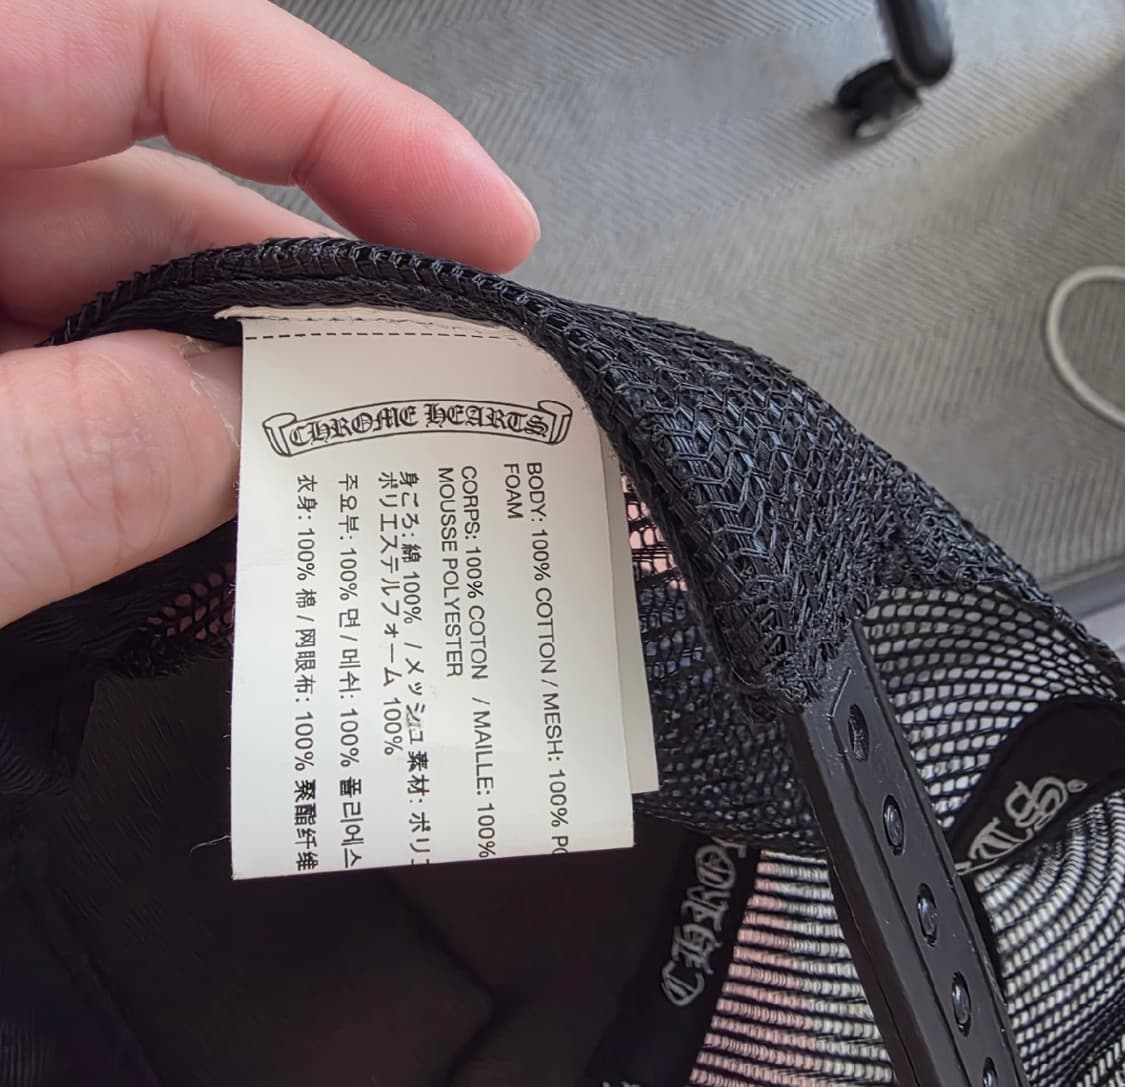 CHROME HEARTS
BODY: 100% COTTON / MESH: 100%
FOAM
CORPS: 100% COTON / MAILLE: 100%
MOUSSE POLYESTER
身ごろ: 綿 100% / メッシュ 素材: ポリ
ポリエステルフォーム 100%
주요부: 100% 면 / 메쉬: 100% 폴리에스
衣身: 100% 棉 / 网眼布: 100% 聚酯纤维